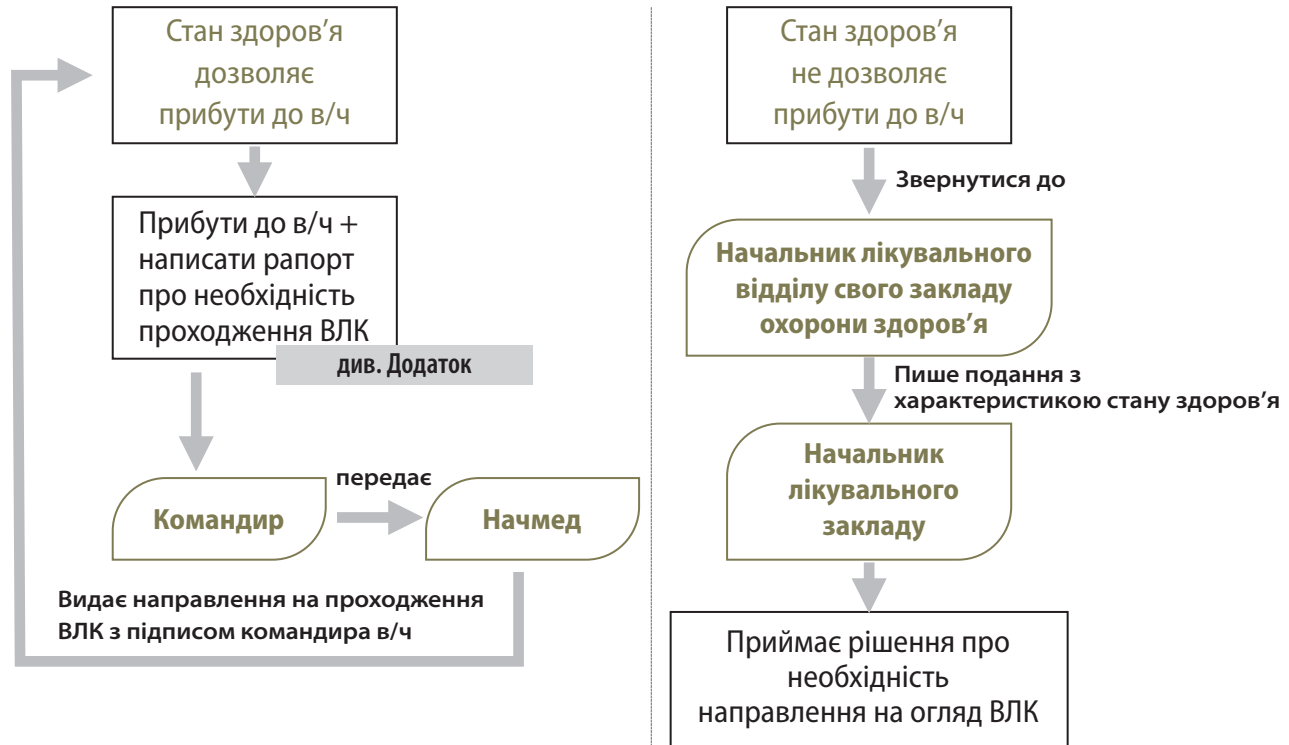 Стан здоров’я
дозволяє
прибути до в/ч
Прибути до в/ч +
написати рапорт
про необхідність
проходження ВЛК
див. Додаток
Командир
передає
Начмед
Видає направлення на проходження
ВЛК з підписом командира в/ч
Стан здоров’я
не дозволяє
прибути до в/ч
Звернутися до
Начальник лікувального
відділу свого закладу
охорони здоров’я
Пише подання з
характеристикою стану здоров’я
Начальник
лікувального
закладу
Приймає рішення про
необхідність
направлення на огляд ВЛК